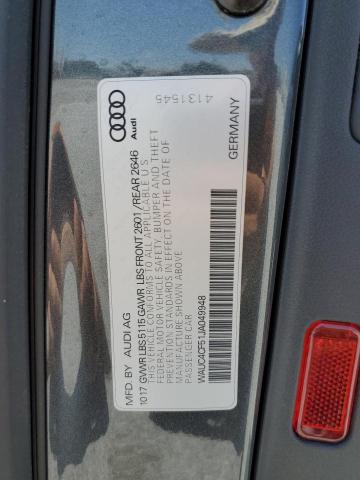 MFD. BY AUDI AG
10 17 GVWR LBS 5115 GAWR LBS FRONT 2601/REAR 2646
THIS VEHICLE CONFORMS TO ALL APPLICABLE U S
FEDERAL MOTOR VEHICLE SAFETY, BUMPER AND THEFT
PREVENTION STANDARDS IN EFFECT ON THE DATE OF
MANUFACTURE SHOWN ABOVE.
PASSENGER CAR
WAUC4CF51JA049948
Audi
4131545
GERMANY